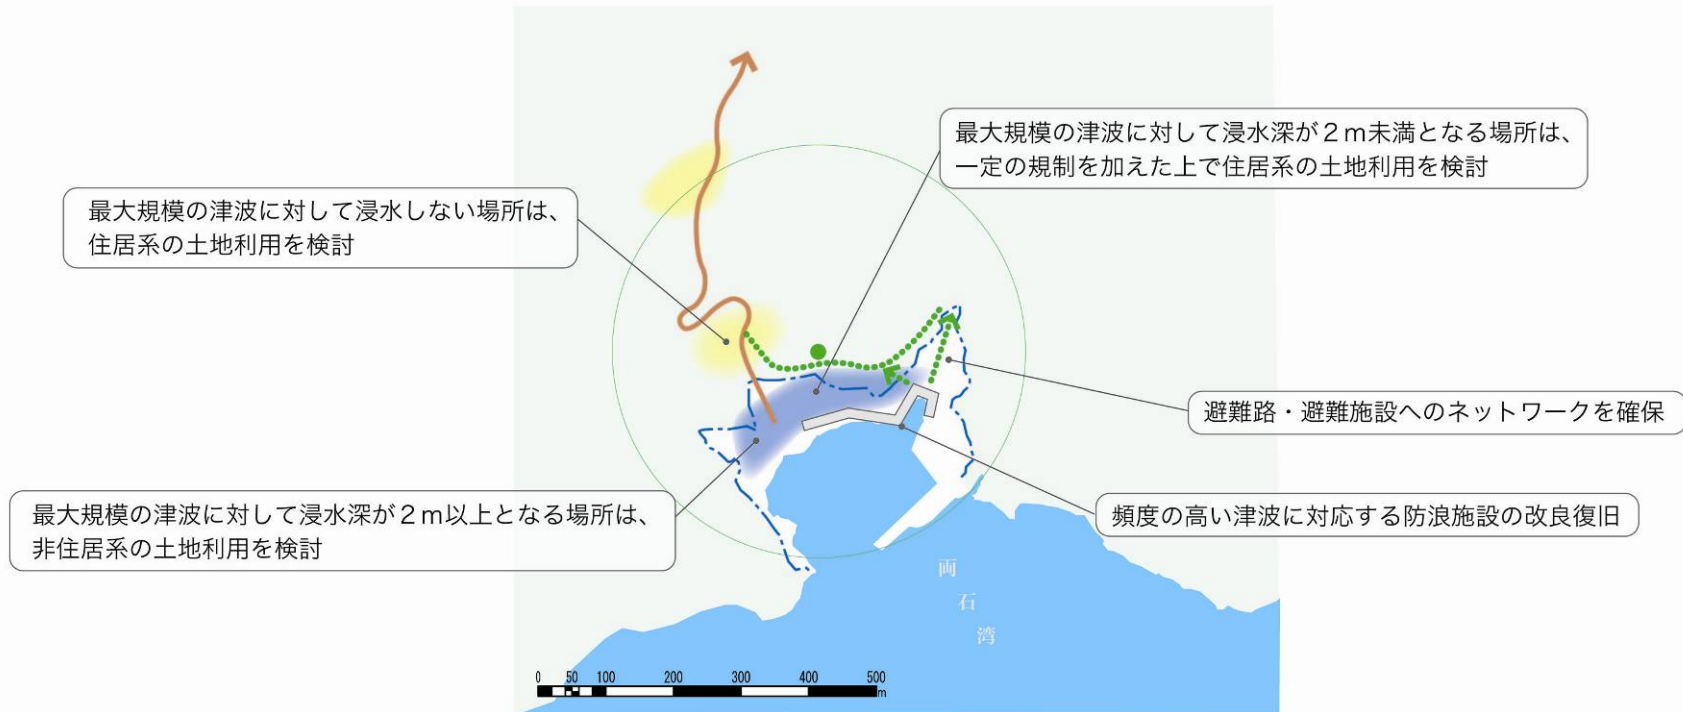 最大規模の津波に対して浸水深が２ｍ未満となる場所は、
一定の規制を加えた上で住居系の土地利用を検討
最大規模の津波に対して浸水しない場所は、
住居系の土地利用を検討
避難路・避難施設へのネットワークを確保
最大規模の津波に対して浸水深が２ｍ以上となる場所は、
非住居系の土地利用を検討
頻度の高い津波に対応する防浪施設の改良復旧
両石湾
0 50 100 200 300 400 500
m